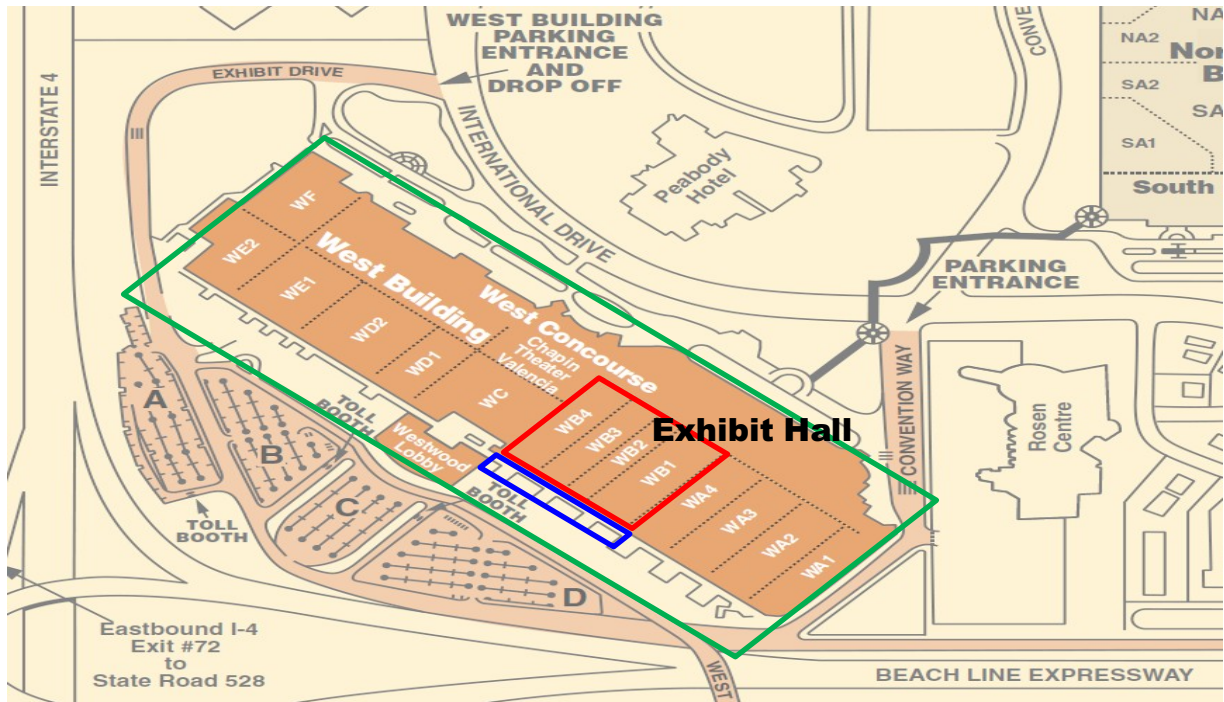 WEST BUILDING
PARKING
ENTRANCE
AND
DROP OFF
EXHIBIT DRIVE
INTERSTATE 4
INTERNATIONAL DRIVE
Peabody
Hotel
NA2
SA2
SA1
South
PARKING
ENTRANCE
CONVENTION WAY
Rosen
Centre
West Building
West Concourse
Chapin
Theater
Valencia
WF
WE2
WE1
WD2
WD1
WC
WB4
WB3
WB2
WB1
Exhibit Hall
WA4
WA3
WA2
WA1
Westwood
Lobby
TOLL
BOOTH
TOLL
BOOTH
TOLL
BOOTH
A
B
C
D
Eastbound I-4
Exit #72
to
State Road 528
WEST
BEACH LINE EXPRESSWAY